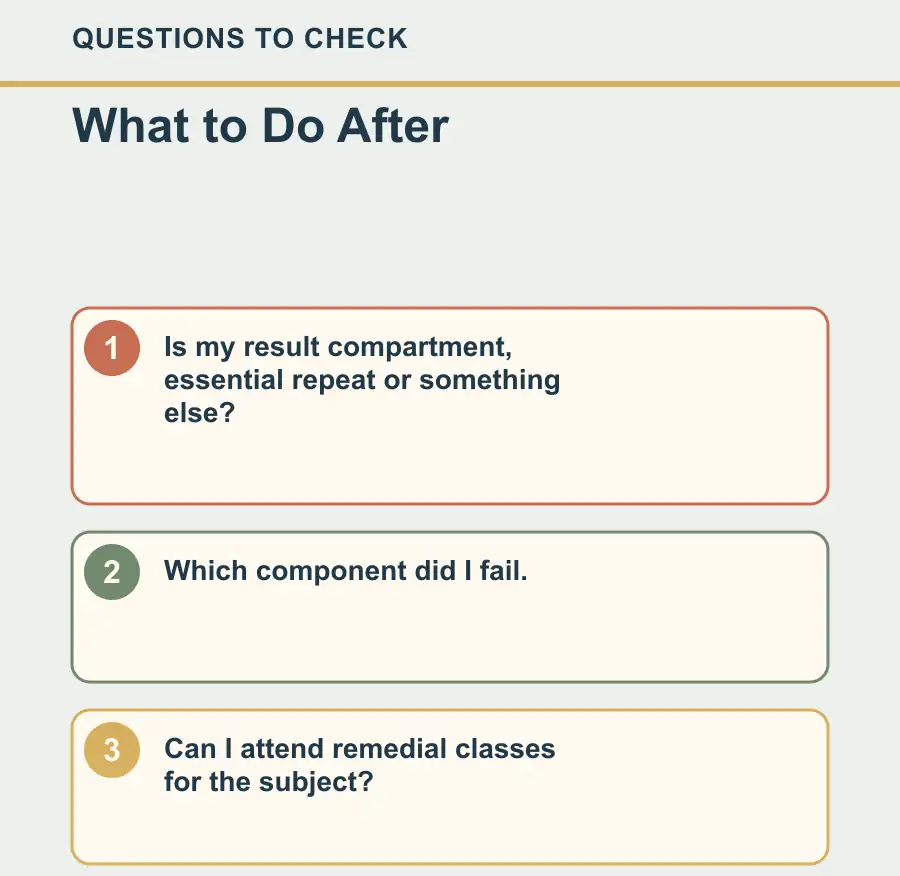 QUESTIONS TO CHECK
What to Do After
1
Is my result compartment,
essential repeat or something
else?
2
Which component did I fail.
3
Can I attend remedial classes
for the subject?